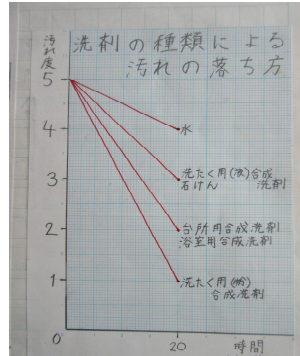 洗剤の種類による
汚れの落ち方
汚れ度
5
4
3
2
1
0
水
洗たく用(液)合成
洗剤
石けん
台所用合成洗剤
浴室用合成洗剤
洗たく用(粉)
合成洗剤
20
時間